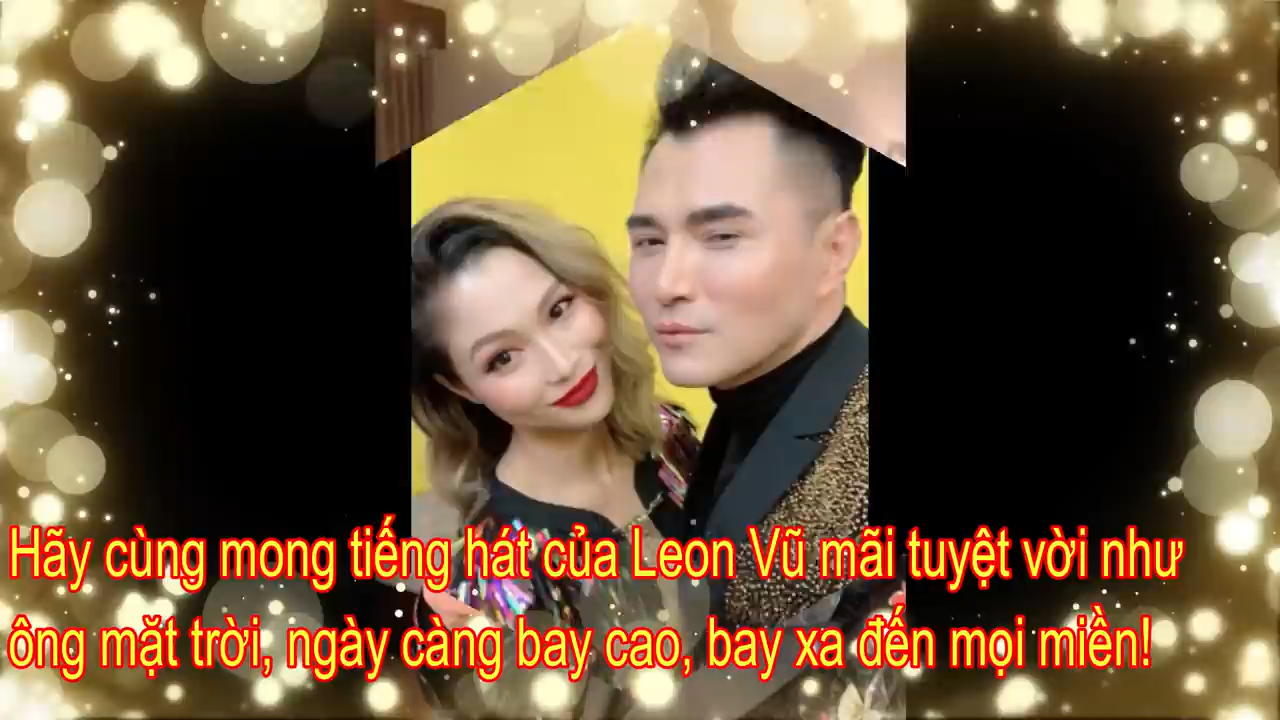 Hãy cùng mong tiếng hát của Leon Vũ mãi tuyệt vời như
ông mặt trời, ngày càng bay cao, bay xa đến mọi miền!